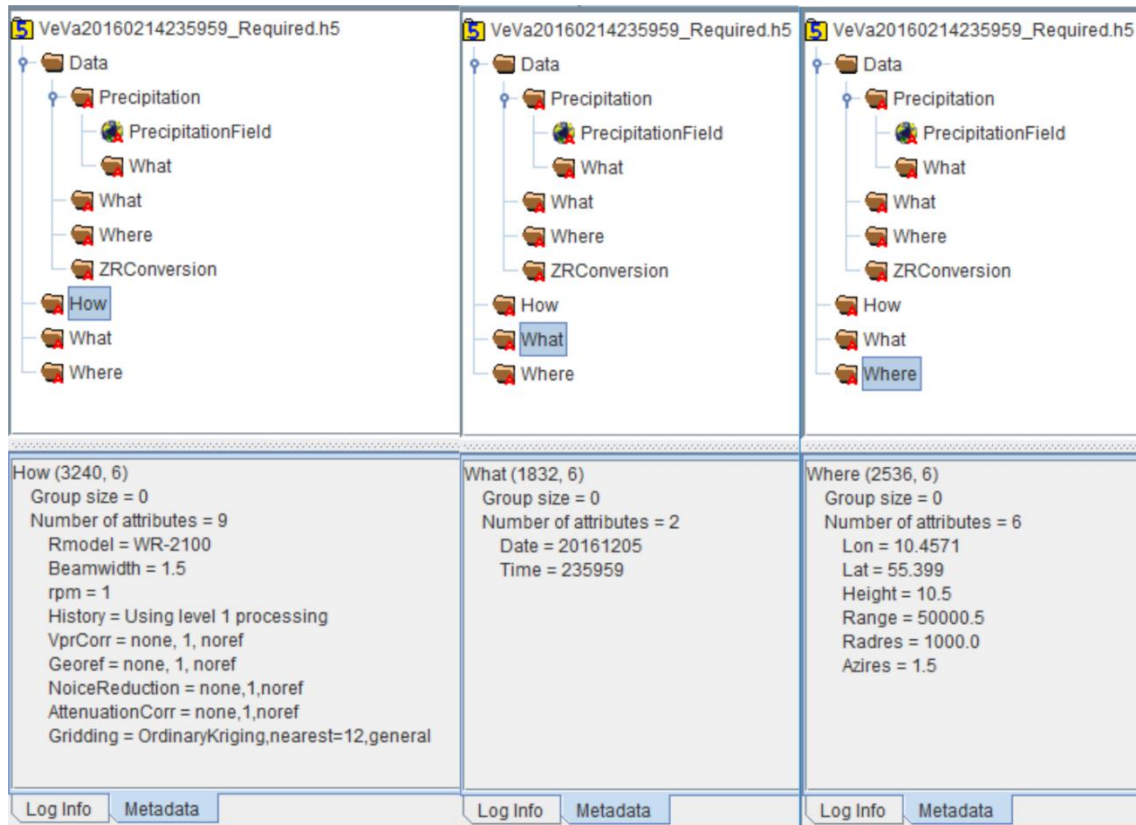 VeVa20160214235959_Required.h5
Data
Precipitation
PrecipitationField
What
What
Where
ZRConversion
How
What
Where
How (3240, 6)
Group size = 0
Number of attributes = 9
Rmodel = WR-2100
Beamwidth = 1.5
rpm = 1
History = Using level 1 processing
VprCorr = none, 1, noref
Georef = none, 1, noref
NoiceReduction = none,1,noref
AttenuationCorr = none,1,noref
Gridding = OrdinaryKriging,nearest=12,general
Log Info
Metadata
VeVa20160214235959_Required.h5
Data
Precipitation
PrecipitationField
What
What
Where
ZRConversion
How
What
Where
What (1832, 6)
Group size = 0
Number of attributes = 2
Date = 20161205
Time = 235959
Log Info
Metadata
VeVa20160214235959_Required.h5
Data
Precipitation
PrecipitationField
What
What
Where
ZRConversion
How
What
Where
Where (2536, 6)
Group size = 0
Number of attributes = 6
Lon = 10.4571
Lat = 55.399
Height = 10.5
Range = 50000.5
Radres = 1000.0
Azires = 1.5
Log Info
Metadata